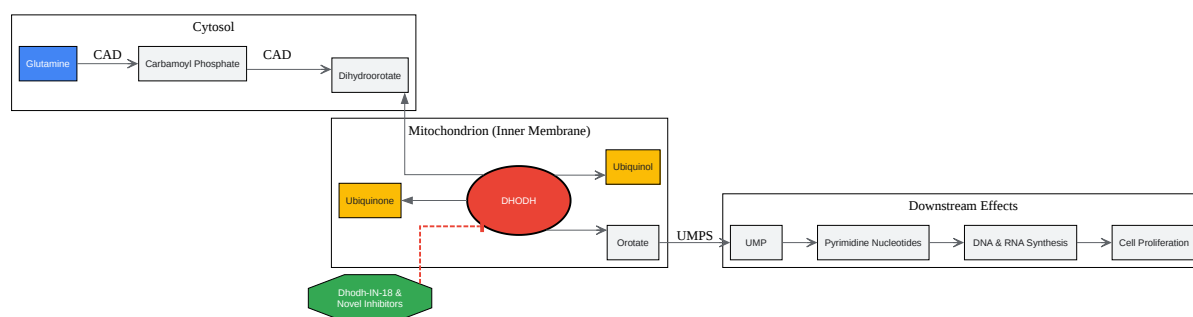 Cytosol
Glutamine
CAD
Carbamoyl Phosphate
CAD
Dihydroorotate
Mitochondrion (Inner Membrane)
Ubiquinol
Ubiquinone
DHODH
Orotate
UMPS
Downstream Effects
UMP
Pyrimidine Nucleotides
DNA & RNA Synthesis
Cell Proliferation
Dhodh-IN-18 &
Novel Inhibitors